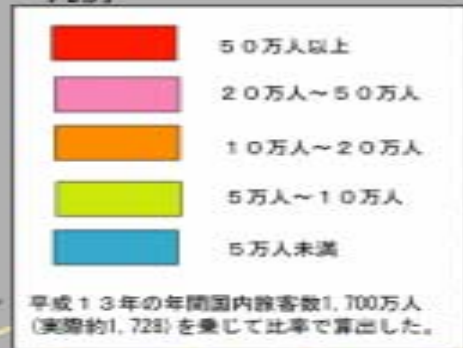 ５０万人以上
２０万人～５０万人
１０万人～２０万人
５万人～１０万人
５万人未満
平成１３年の年間国内旅客数1,700万人
(実際約1,728)を乗じて比率で算出した。